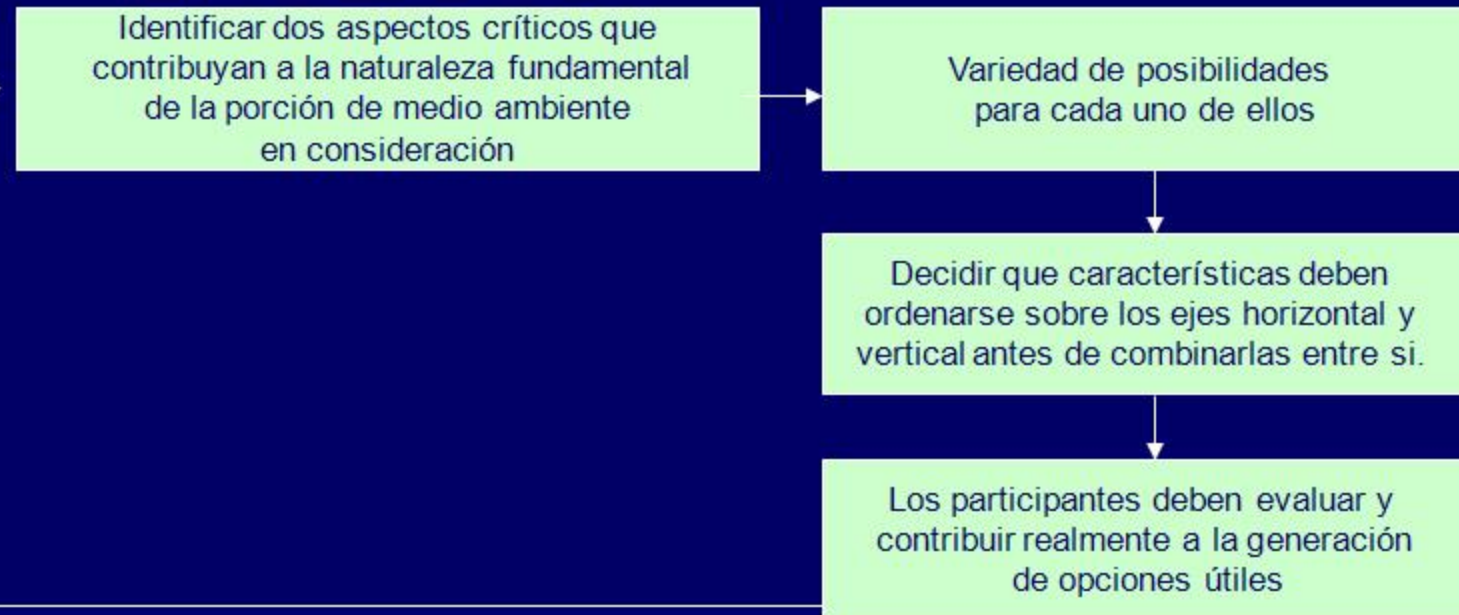 Identificar dos aspectos críticos que
contribuyan a la naturaleza fundamental
de la porción de medio ambiente
en consideración
Variedad de posibilidades
para cada uno de ellos
Decidir que características deben
ordenarse sobre los ejes horizontal y
vertical antes de combinarlas entre si.
Los participantes deben evaluar y
contribuir realmente a la generación
de opciones útiles